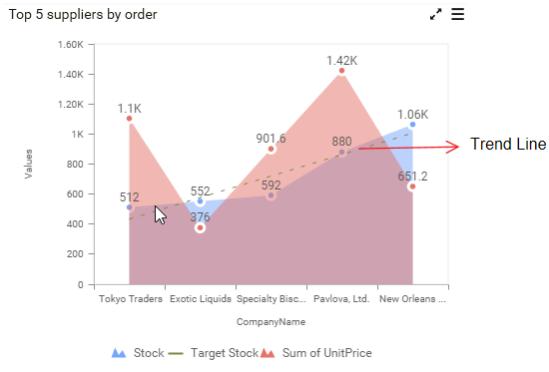 Top 5 suppliers by order
1.60K
1.40K
1.20K
1K
800
600
400
200
0
Values
1.1K
512
552
376
901.6
592
1.42K
880
1.06K
651.2
Trend Line
Tokyo Traders Exotic Liquids Specialty Bisc... Pavlova, Ltd. New Orleans ...
CompanyName
Stock Target Stock Sum of UnitPrice